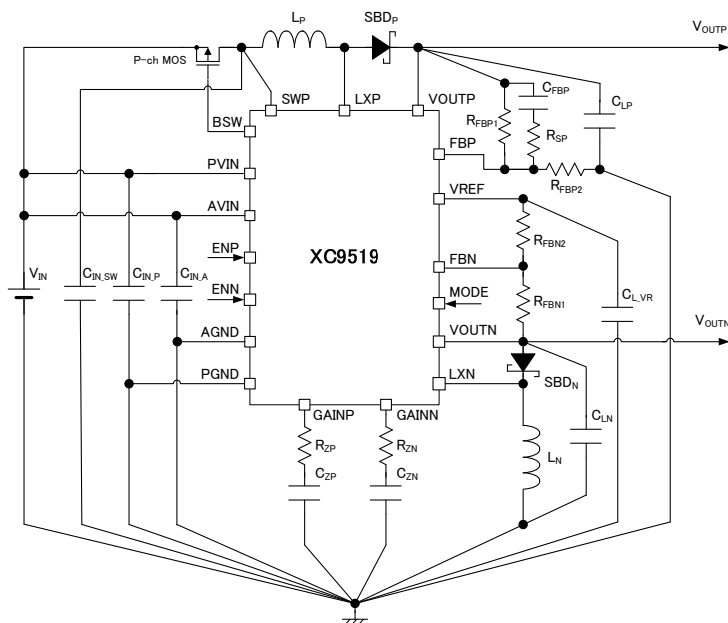 LP
SBDP
VOUTP
P-ch MOS
SWP
LXP
VOUTP
CFBP
CLP
RFBP1
RSP
BSW
FBP
RFBP2
PVIN
VREF
AVIN
XC9519
RFBN2
ENP
FBN
VIN
CIN_SW
CIN_P
CIN_A
ENN
MODE
RFBN1
CL_VR
AGND
VOUTN
VOUTN
PGND
LXN
SBDN
GAINP
GAINN
CLN
RZP
RZN
LN
CZP
CZN